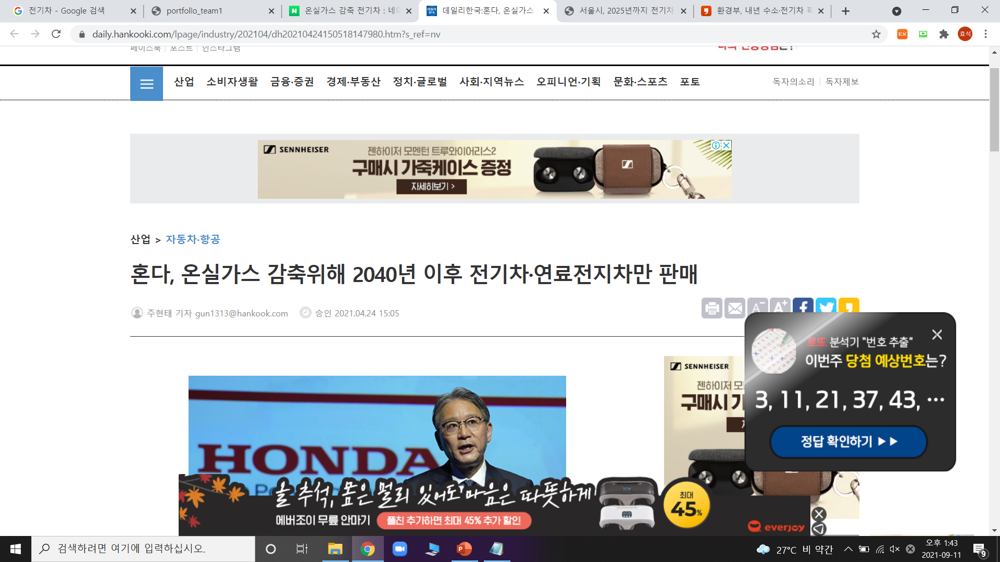 전기차 - Google 검색
portfolio_team1
온실가스 감축 전기차 : 네이
데일리한국:혼다, 온실가스
서울시, 2025년까지 전기차
환경부, 내년 수소·전기차
daily.hankooki.com/lpage/industry/202104/dh20210424150518147980.htm?s_ref=nv
EX
효석
페이스북 | 포스트 | 인스타그램
산업 소비자생활 금융·증권 경제·부동산 정치·글로벌 사회·지역뉴스 오피니언·기획 문화·스포츠 포토
독자의소리 | 독자제보
SENNHEISER
젠하이저 모멘텀 트루와이어리스2
구매시 가죽케이스 증정
자세히보기 >
산업 > 자동차·항공
혼다, 온실가스 감축위해 2040년 이후 전기차·연료전지차만 판매
주현태 기자 gun1313@hankook.com 승인 2021.04.24 15:05
로또 분석기 "번호 추출"
이번주 당첨 예상번호는?
3, 11, 21, 37, 43, ···
정답 확인하기 ▶▶
SENNHEISER
젠하이저 모
구매시 가
HONDA
올 추석, 몸은 멀리 있어도 마음은 따뜻하게
에버조이 무릎 안마기
플친 추가하면 최대 45% 추가 할인
최대
45%
everjoy
검색하려면 여기에 입력하십시오.
27°C 비 약간
오후 1:43
2021-09-11
9